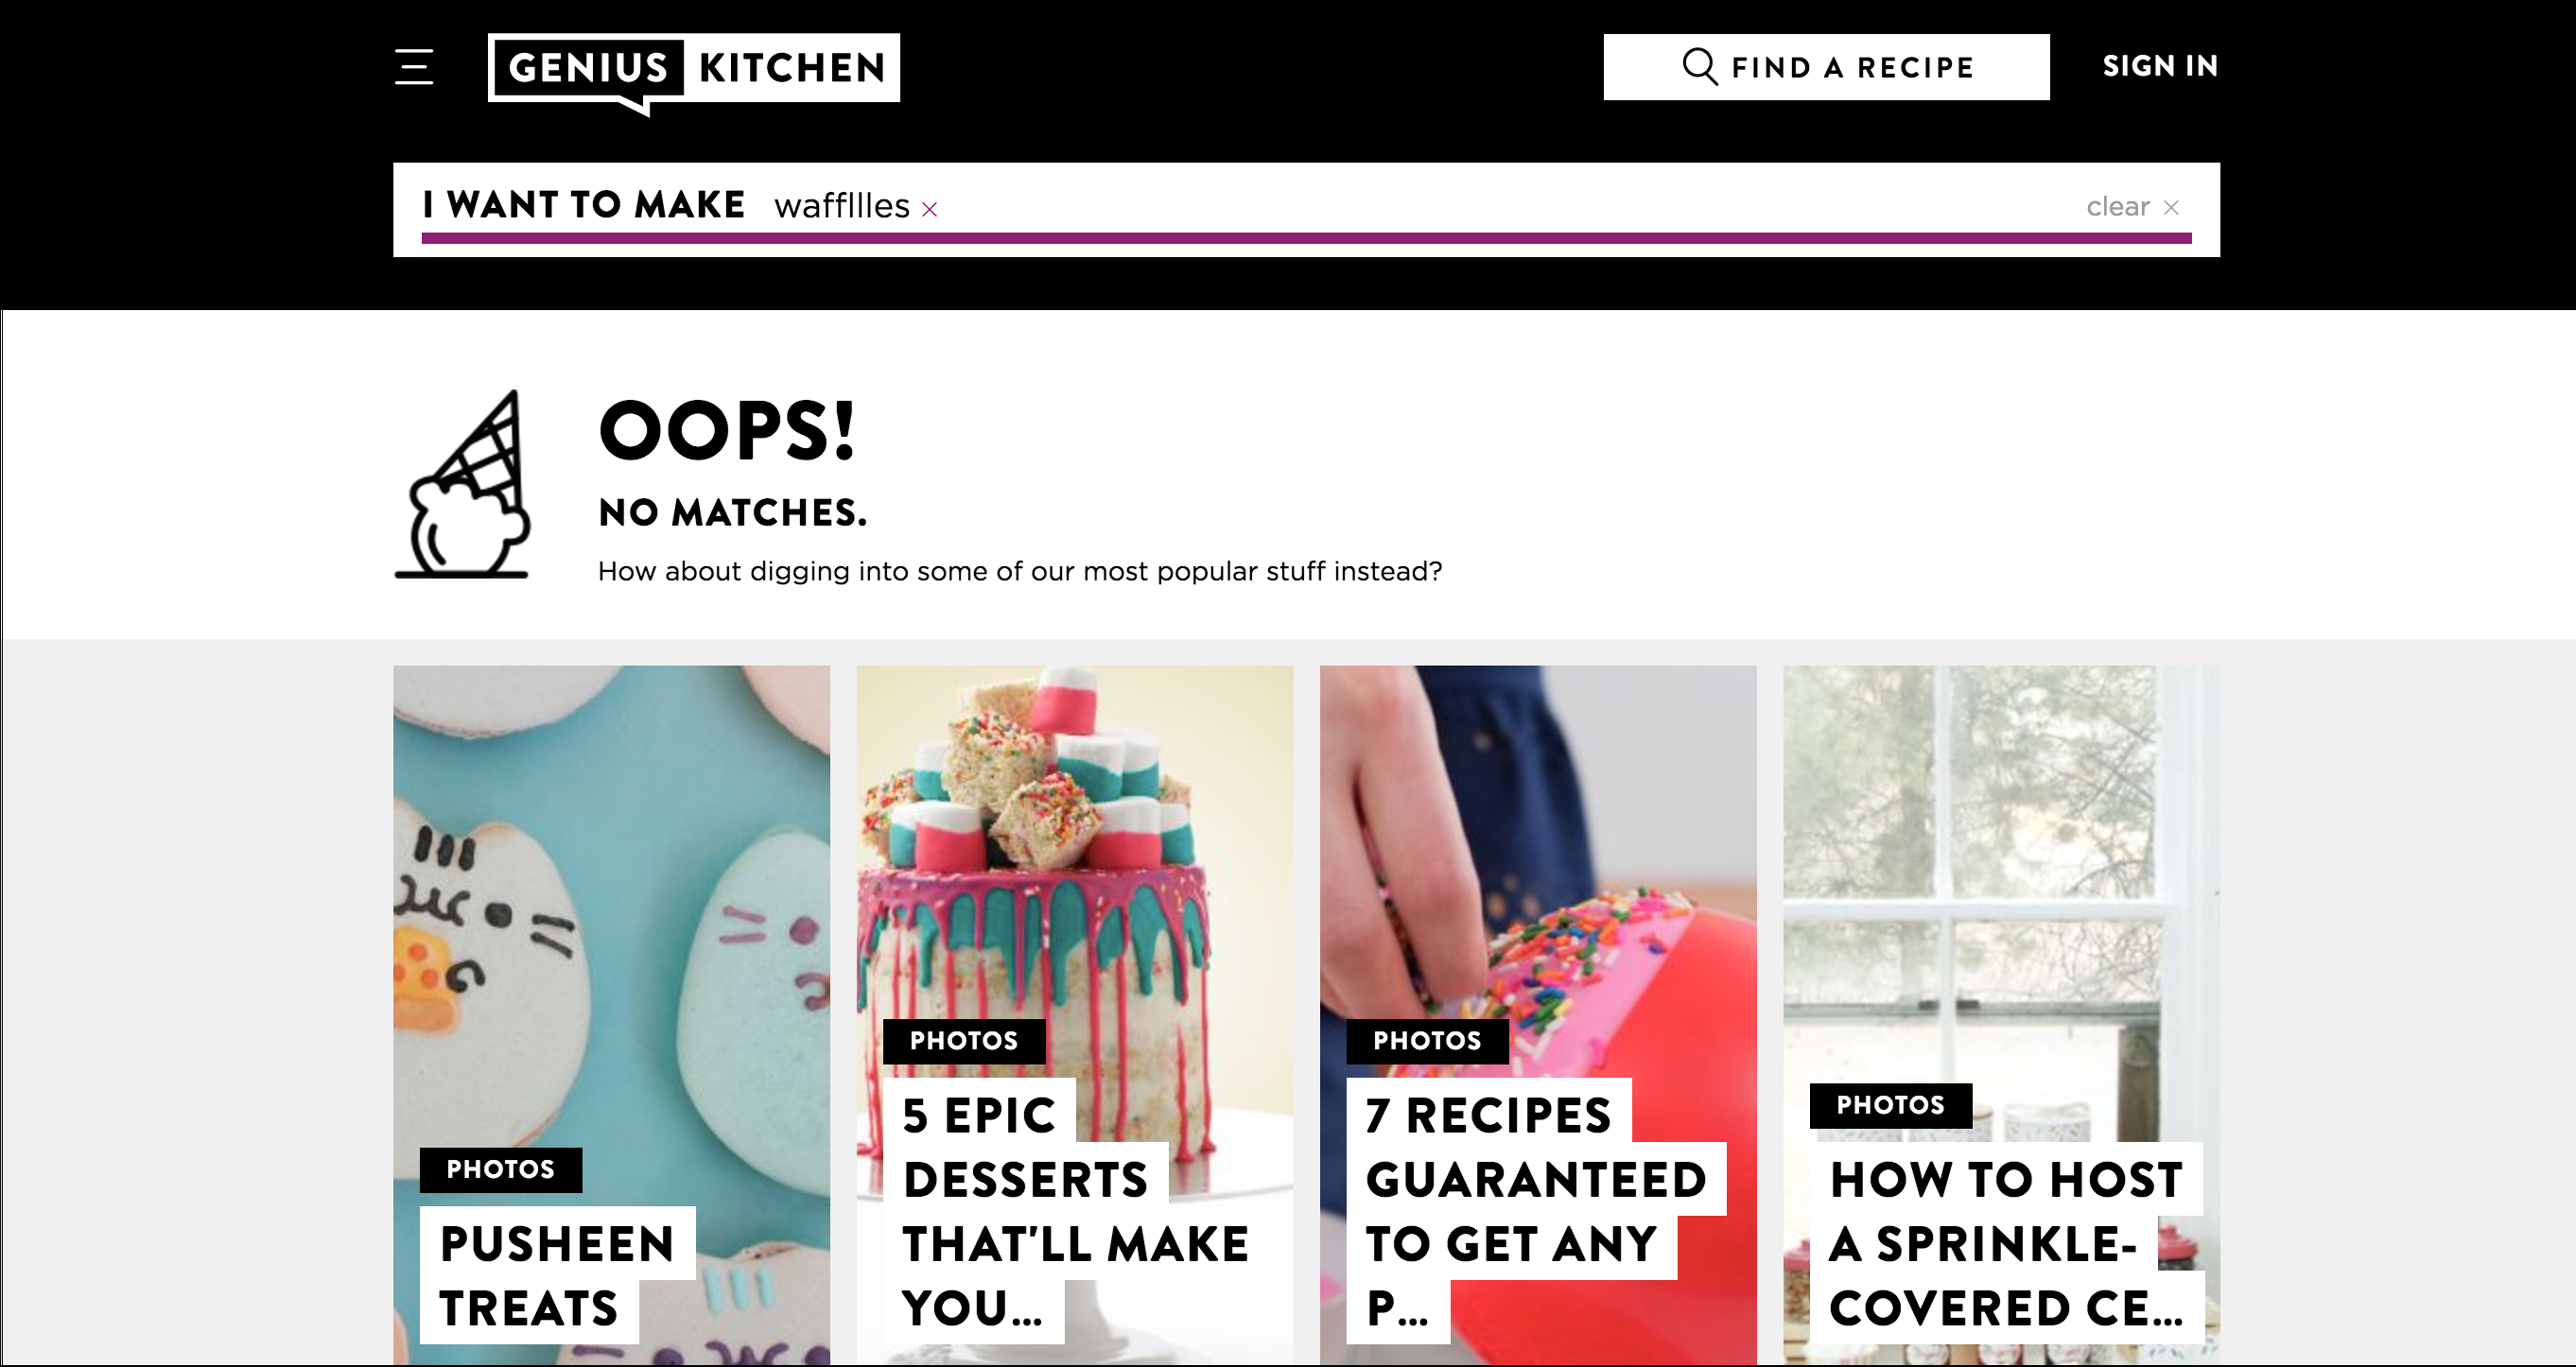 GENIUS KITCHEN
FIND A RECIPE
SIGN IN
I WANT TO MAKE wafflllles ×
clear ×
OOPS!
NO MATCHES.
How about digging into some of our most popular stuff instead?
PHOTOS
PUSHEEN
TREATS
PHOTOS
5 EPIC
DESSERTS
THAT'LL MAKE
YOU...
PHOTOS
7 RECIPES
GUARANTEED
TO GET ANY
P...
PHOTOS
HOW TO HOST
A SPRINKLE-
COVERED CE...